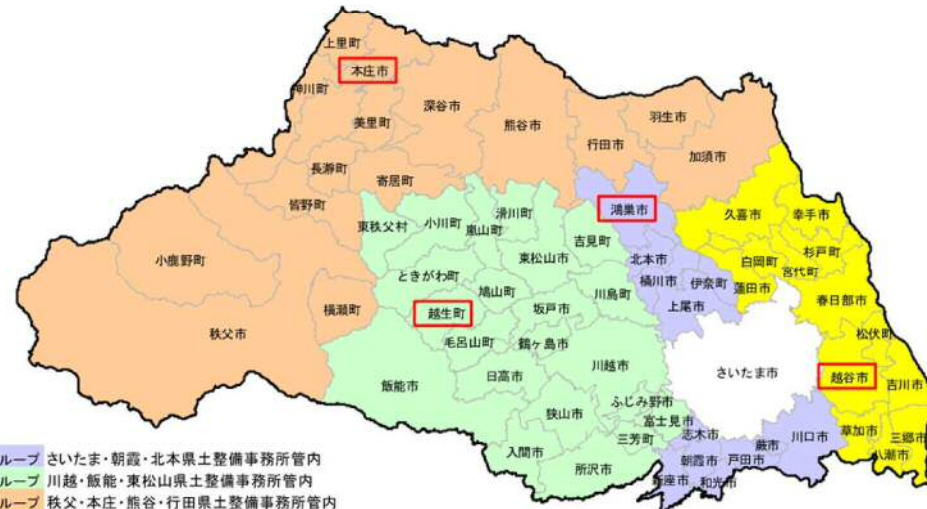 上里町
本庄市
神川町
深谷市
羽生市
美里町
熊谷市
行田市
加須市
長瀞町
寄居町
皆野町
鴻巣市
久喜市
幸手市
東秩父村
小川町
滑川町
嵐山町
吉見町
小鹿野町
東松山市
北本市
白岡町
杉戸町
宮代町
ときがわ町
桶川市
伊奈町
蓮田市
鳩山町
川島町
春日部市
横瀬町
越生町
坂戸市
上尾市
秩父市
松伏町
毛呂山町
鶴ヶ島市
川越市
さいたま市
越谷市
吉川市
飯能市
日高市
ふじみ野市
狭山市
富士見市
志木市
川口市
草加市
三郷市
三芳町
蕨市
八潮市
入間市
朝霞市
戸田市
所沢市
新座市
和光市
ループ さいたま・朝霞・北本県土整備事務所管内
ループ 川越・飯能・東松山県土整備事務所管内
ループ 秩父・本庄・熊谷・行田県土整備事務所管内